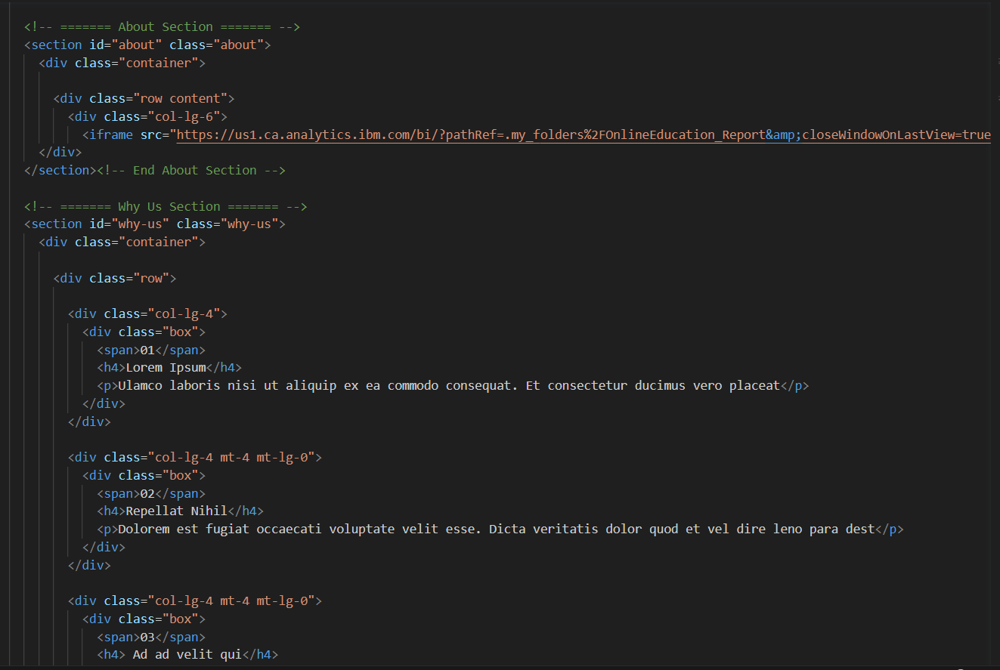 <!-- ======= About Section ======= -->
<section id="about" class="about">
<div class="container">
<div class="row content">
<div class="col-lg-6">
<iframe src="https://us1.ca.analytics.ibm.com/bi/?pathRef=.my_folders%2FOnlineEducation_Report&amp;closeWindowOnLastView=true
</div>
</section><!-- End About Section -->
<!-- ======= Why Us Section ======= -->
<section id="why-us" class="why-us">
<div class="container">
<div class="row">
<div class="col-lg-4">
<div class="box">
<span>01</span>
<h4>Lorem Ipsum</h4>
<p>Ulamco laboris nisi ut aliquip ex ea commodo consequat. Et consectetur ducimus vero placeat</p>
</div>
</div>
<div class="col-lg-4 mt-4 mt-lg-0">
<div class="box">
<span>02</span>
<h4>Repellat Nihil</h4>
<p>Dolorem est fugiat occaecati voluptate velit esse. Dicta veritatis dolor quod et vel dire leno para dest</p>
</div>
</div>
<div class="col-lg-4 mt-4 mt-lg-0">
<div class="box">
<span>03</span>
<h4> Ad ad velit qui</h4>